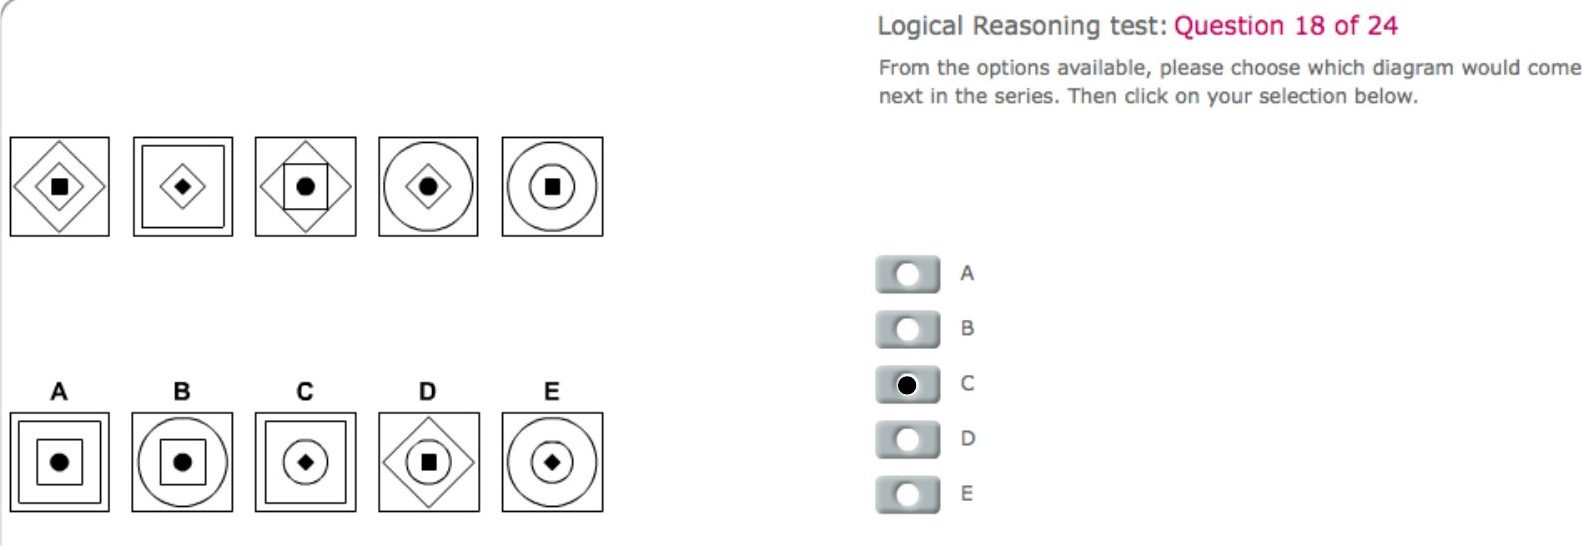 Logical Reasoning test: Question 18 of 24
From the options available, please choose which diagram would come
next in the series. Then click on your selection below.
A
B
C
D
E
A B C D E